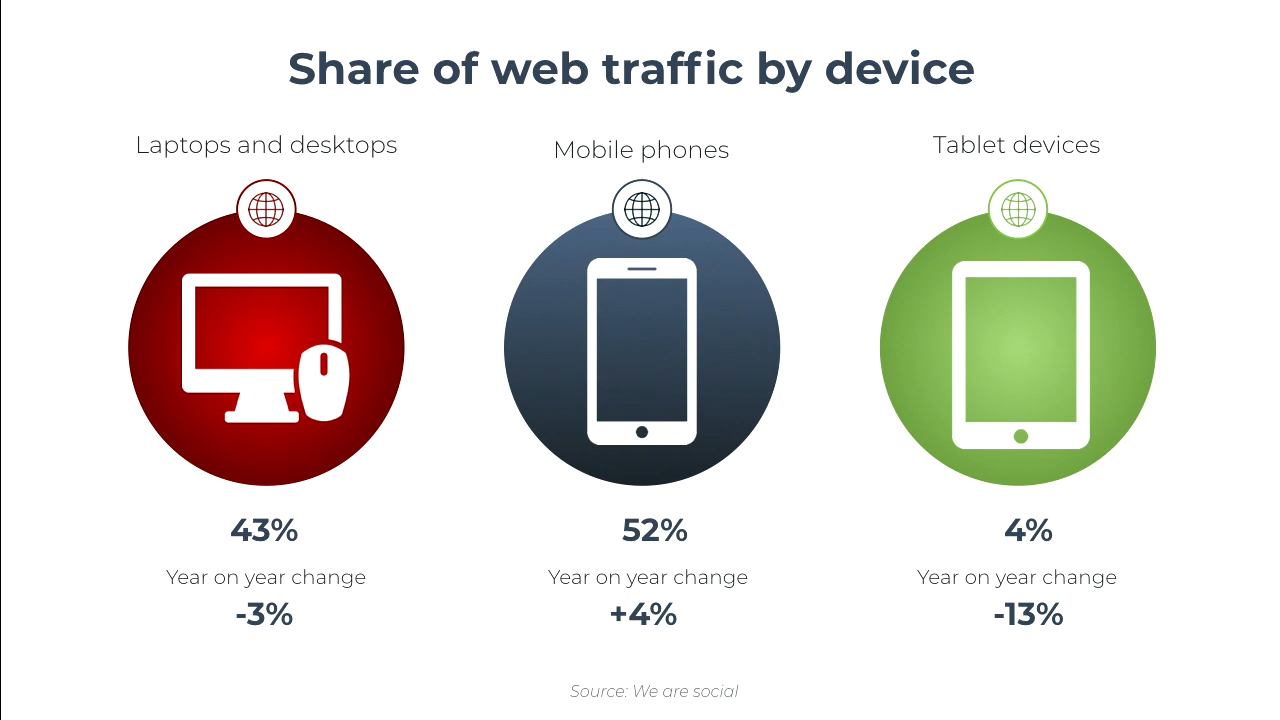 Share of web traffic by device
Laptops and desktops
Mobile phones
Tablet devices
43%
52%
4%
Year on year change
Year on year change
Year on year change
-3%
+4%
-13%
Source: We are social